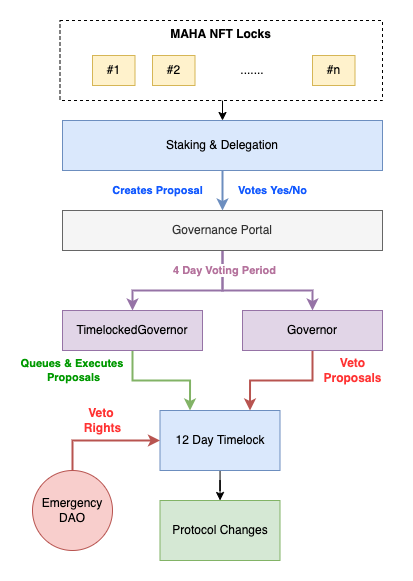 MAHA NFT Locks
#1
#2
.......
#n
Staking & Delegation
Creates Proposal
Votes Yes/No
Governance Portal
4 Day Voting Period
TimelockedGovernor
Governor
Queues & Executes
Proposals
Veto
Proposals
Veto
Rights
12 Day Timelock
Emergency
DAO
Protocol Changes